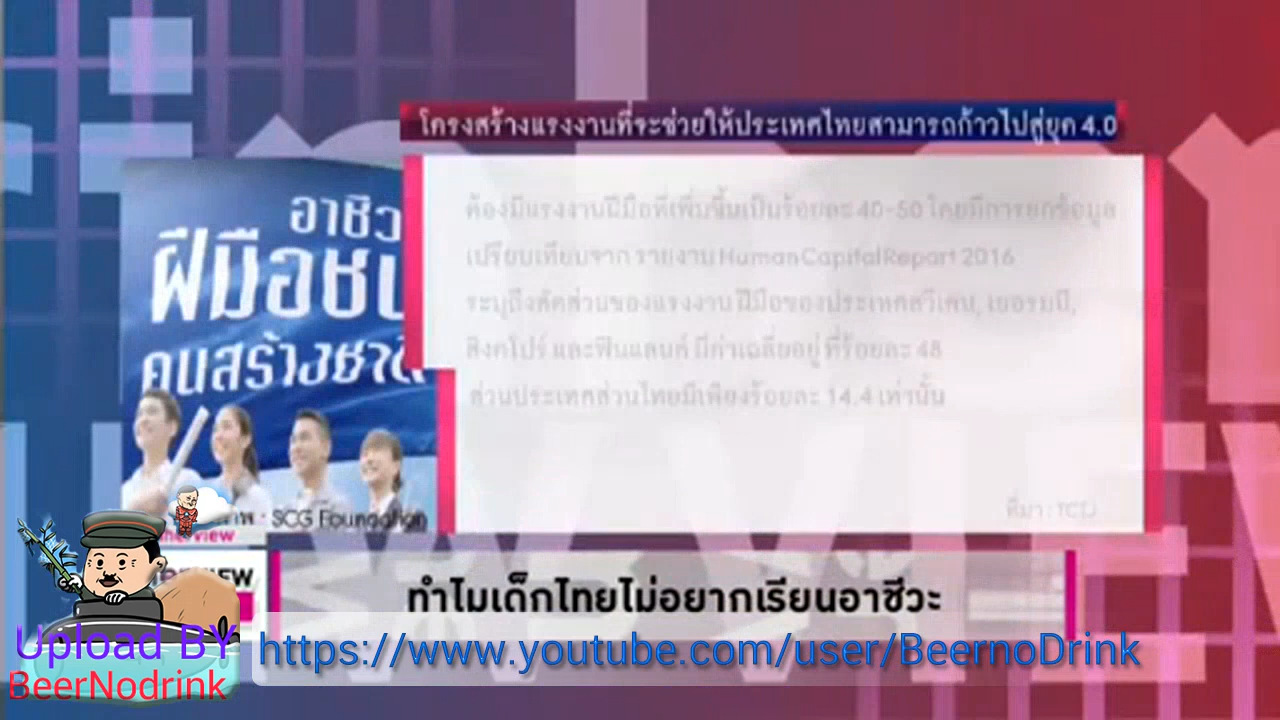 โครงสร้างแรงงานที่จะช่วยให้ประเทศไทยสามารถก้าวไปสู่ยุค 4.0
ต้องมีแรงงานฝีมือที่เพิ่มขึ้นเป็นร้อยละ 40-50 โดยมีการยกข้อมูล
เปรียบเทียบจาก รายงาน Human Capital Report 2016
ระบุถึงสัดส่วนของแรงงานฝีมือของประเทศสวีเดน, เยอรมนี,
สิงคโปร์ และฟินแลนด์ มีค่าเฉลี่ยอยู่ ที่ร้อยละ 48
ส่วนประเทศส่วนไทยมีเพียงร้อยละ 14.4 เท่านั้น
ที่มา : TCIJ
อาชีว
ฝีมือชน
คนสร้างชาติ
ภาพ : SCG Foundation
ทำไมเด็กไทยไม่อยากเรียนอาชีวะ
Upload BY
BeerNodrink
https://www.youtube.com/user/BeernoDrink